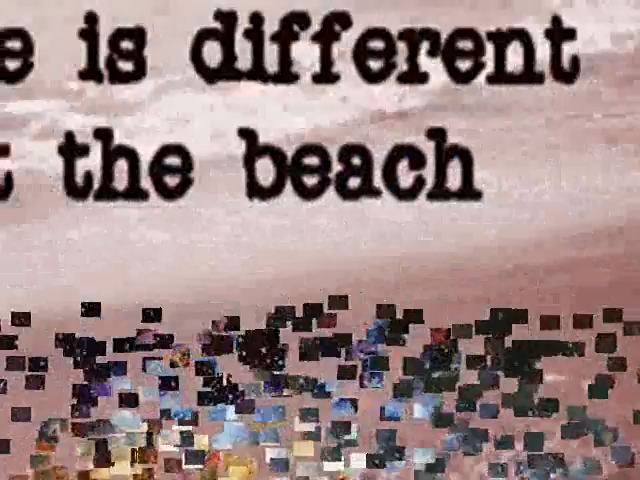 is different
the beach